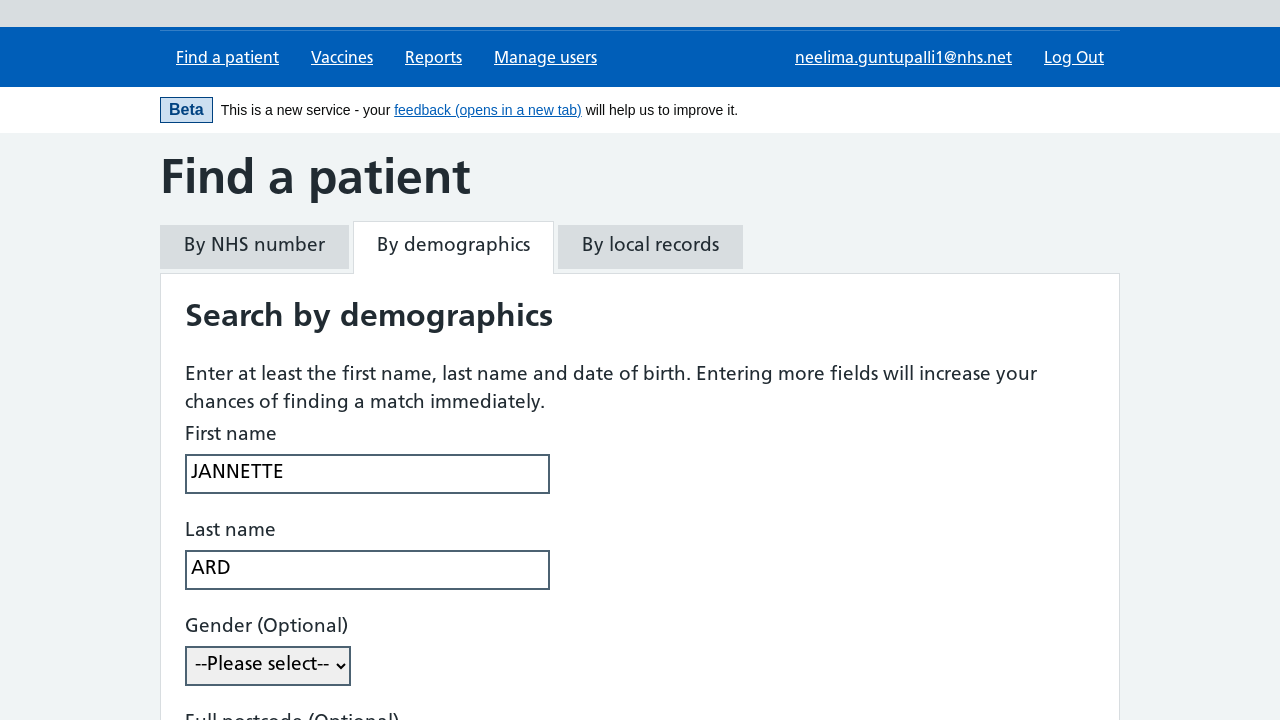 Find a patient Vaccines Reports Manage users neelima.guntupalli1@nhs.net Log Out
Beta This is a new service - your feedback (opens in a new tab) will help us to improve it.
Find a patient
By NHS number By demographics By local records
Search by demographics
Enter at least the first name, last name and date of birth. Entering more fields will increase your
chances of finding a match immediately.
First name
JANNETTE
Last name
ARD
Gender (Optional)
--Please select--
Full postcode (Optional)